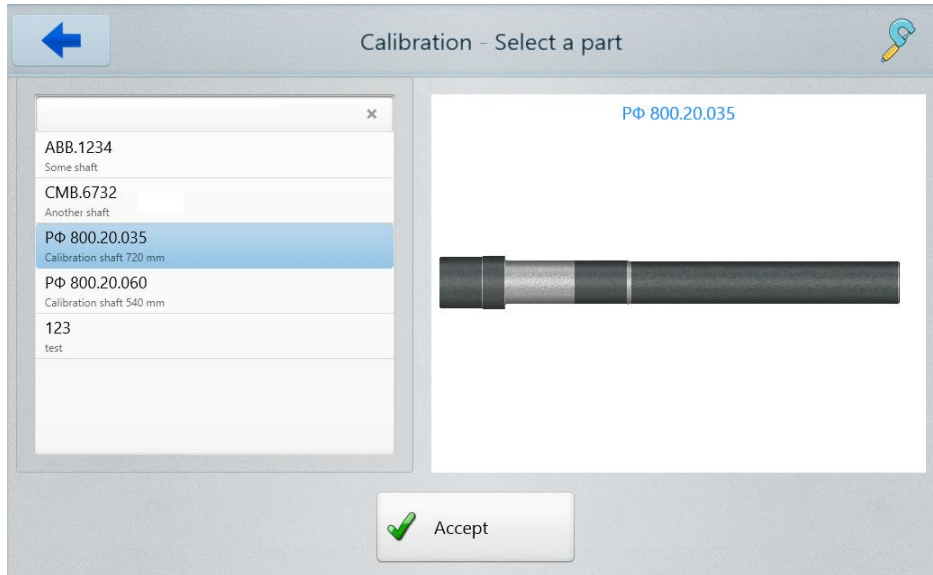 Calibration - Select a part
ABB.1234
Some shaft
CMB.6732
Another shaft
РФ 800.20.035
Calibration shaft 720 mm
РФ 800.20.060
Calibration shaft 540 mm
123
test
РФ 800.20.035
Accept